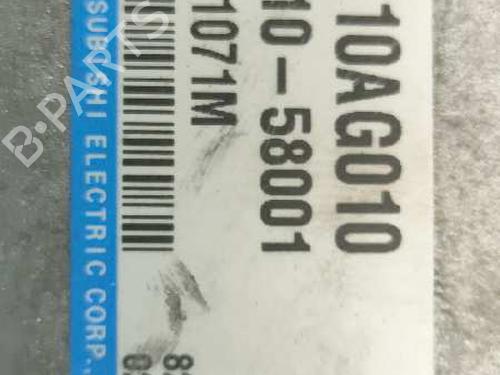 10AG010
10-58001
1071M
SUBISHI ELECTRIC CORP.,
B-PARTS